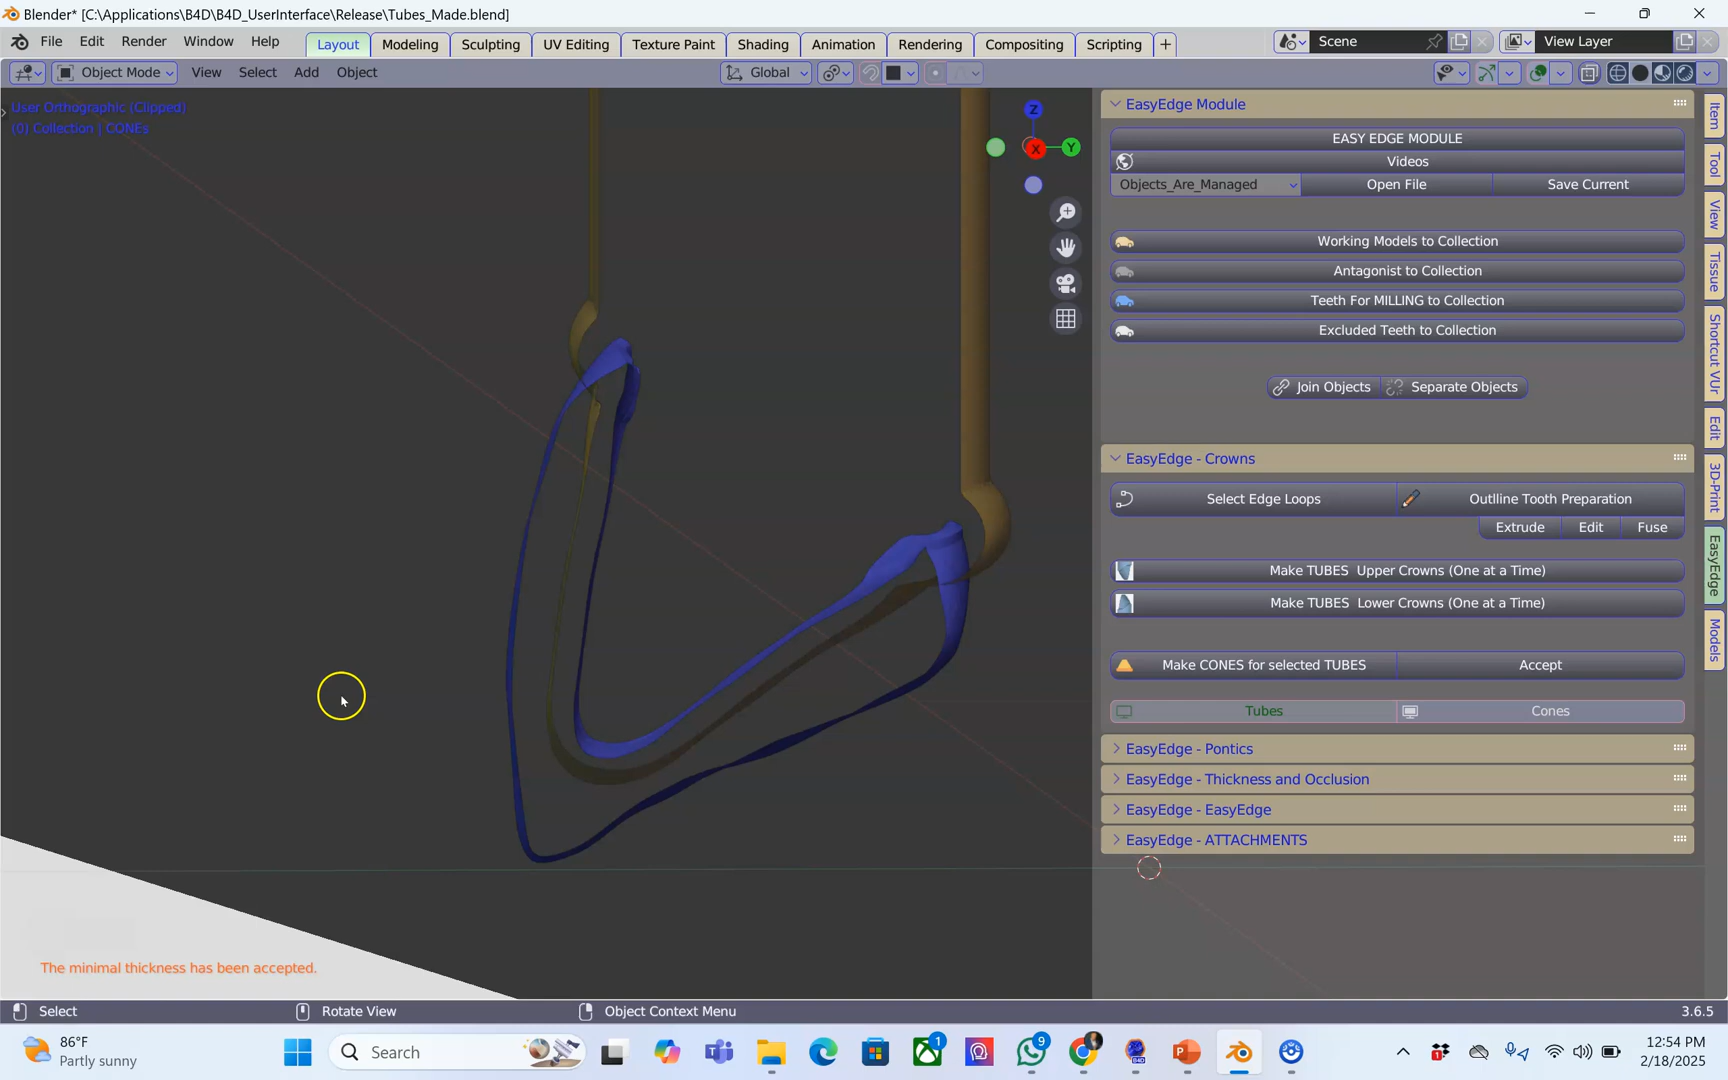 Blender* [C:\Applications\B4D\B4D_UserInterface\Release\Tubes_Made.blend]
File Edit Render Window Help Layout Modeling Sculpting UV Editing Texture Paint Shading Animation Rendering Compositing Scripting + Scene View Layer
Object Mode View Select Add Object Global
User Orthographic (Clipped)
(0) Collection | CONEs
Z
X
Y
EasyEdge Module
EASY EDGE MODULE
Videos
Objects_Are_Managed Open File Save Current
Working Models to Collection
Antagonist to Collection
Teeth For MILLING to Collection
Excluded Teeth to Collection
Join Objects Separate Objects
EasyEdge - Crowns
Select Edge Loops Outlline Tooth Preparation
Extrude Edit Fuse
Make TUBES Upper Crowns (One at a Time)
Make TUBES Lower Crowns (One at a Time)
Make CONES for selected TUBES Accept
Tubes Cones
EasyEdge - Pontics
EasyEdge - Thickness and Occlusion
EasyEdge - EasyEdge
EasyEdge - ATTACHMENTS
Item
Tool
View
Tissue
Shortcut VUr
Edit
3D-Print
EasyEdge
Models
The minimal thickness has been accepted.
Select Rotate View Object Context Menu 3.6.5
86°F
Partly sunny
Search
1
9
1
12:54 PM
2/18/2025